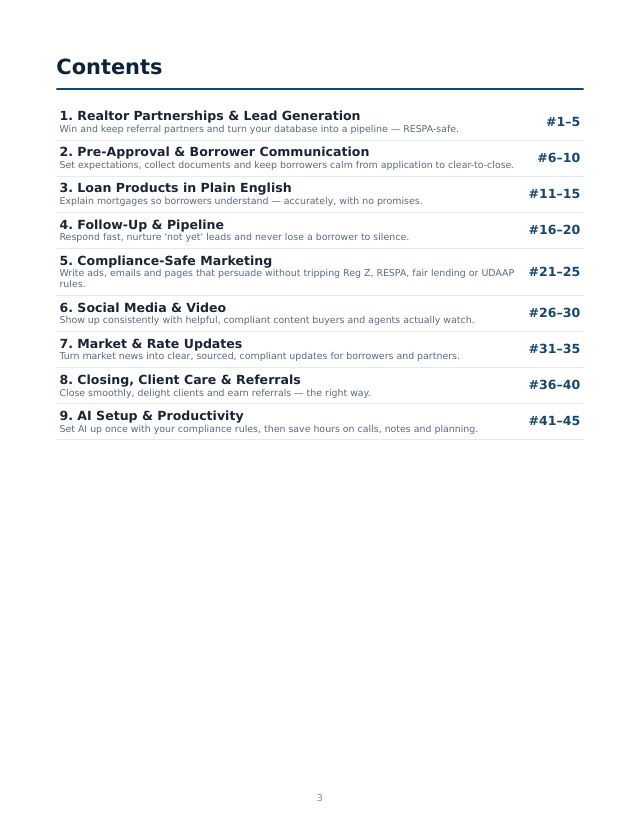 Contents
1. Realtor Partnerships & Lead Generation
Win and keep referral partners and turn your database into a pipeline — RESPA-safe.
#1–5
2. Pre-Approval & Borrower Communication
Set expectations, collect documents and keep borrowers calm from application to clear-to-close.
#6–10
3. Loan Products in Plain English
Explain mortgages so borrowers understand — accurately, with no promises.
#11–15
4. Follow-Up & Pipeline
Respond fast, nurture 'not yet' leads and never lose a borrower to silence.
#16–20
5. Compliance-Safe Marketing
Write ads, emails and pages that persuade without tripping Reg Z, RESPA, fair lending or UDAAP
rules.
#21–25
6. Social Media & Video
Show up consistently with helpful, compliant content buyers and agents actually watch.
#26–30
7. Market & Rate Updates
Turn market news into clear, sourced, compliant updates for borrowers and partners.
#31–35
8. Closing, Client Care & Referrals
Close smoothly, delight clients and earn referrals — the right way.
#36–40
9. AI Setup & Productivity
Set AI up once with your compliance rules, then save hours on calls, notes and planning.
#41–45
3